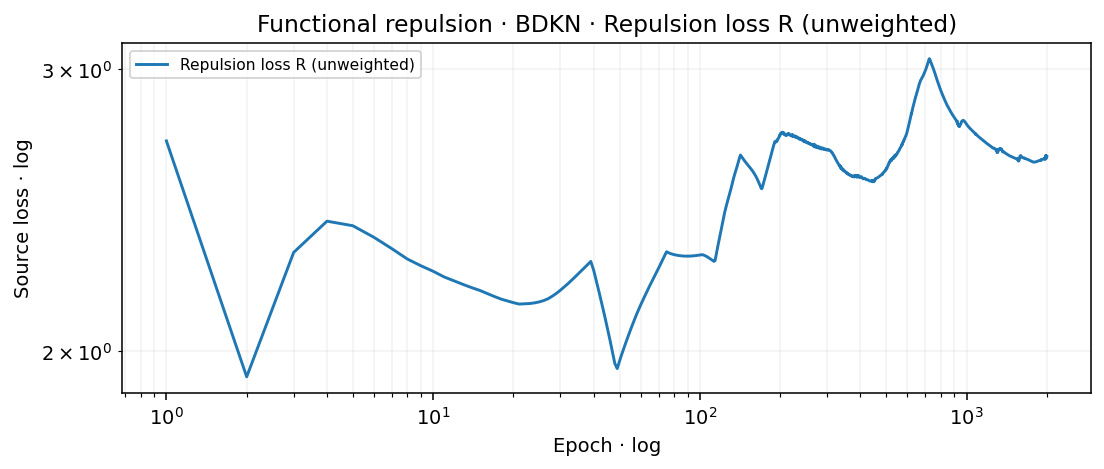 Functional repulsion · BDKN · Repulsion loss R (unweighted)
Repulsion loss R (unweighted)
3 × 10⁰
2 × 10⁰
Source loss · log
10⁰ 10¹ 10² 10³
Epoch · log